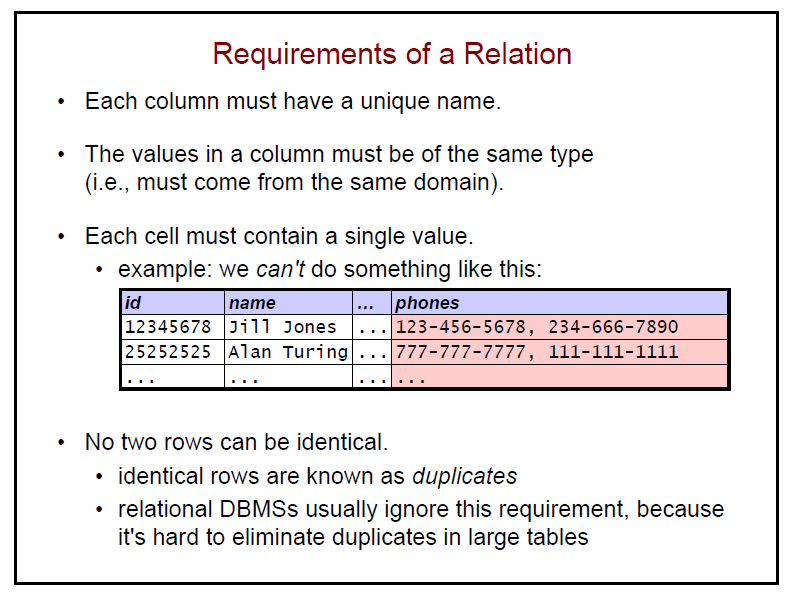 Requirements of a Relation
• Each column must have a unique name.
• The values in a column must be of the same type
(i.e., must come from the same domain).
• Each cell must contain a single value.
• example: we can't do something like this:
id name ... phones
12345678 Jill Jones ... 123-456-5678, 234-666-7890
25252525 Alan Turing ... 777-777-7777, 111-111-1111
... ... ... ...
• No two rows can be identical.
• identical rows are known as duplicates
• relational DBMSs usually ignore this requirement, because
it's hard to eliminate duplicates in large tables